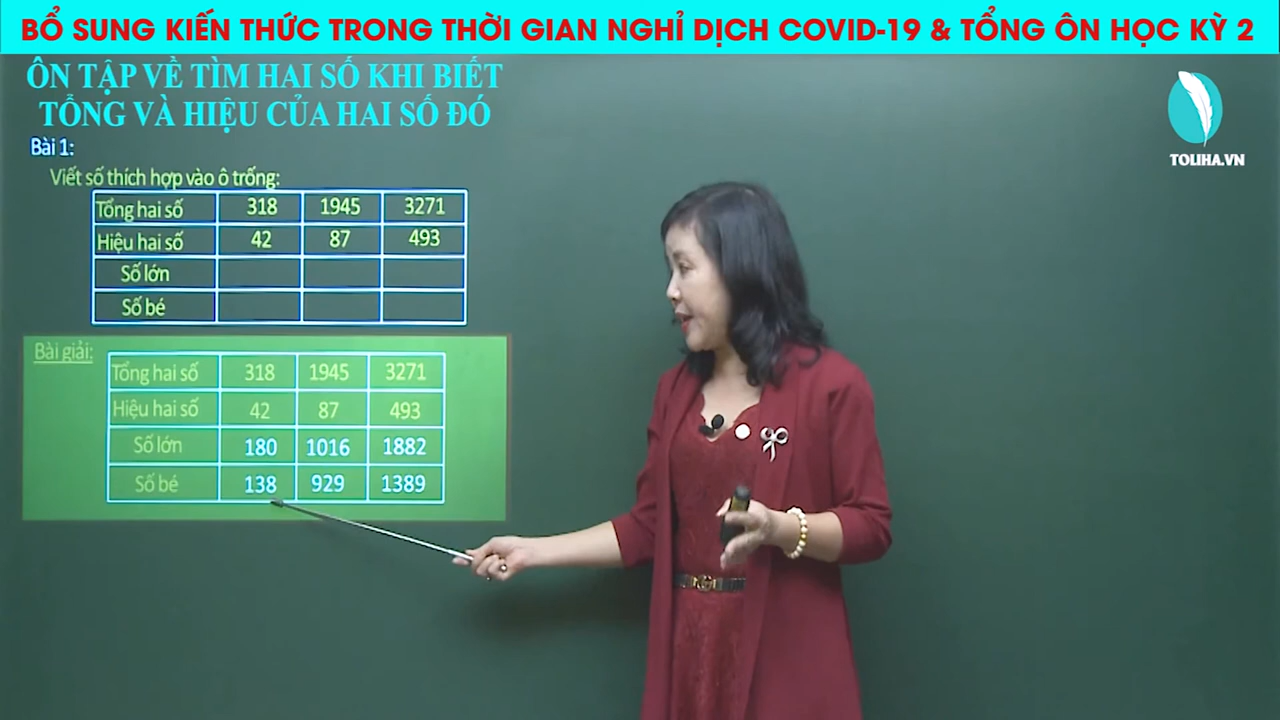 BỔ SUNG KIẾN THỨC TRONG THỜI GIAN NGHỈ DỊCH COVID-19 & TỔNG ÔN HỌC KỲ 2
ÔN TẬP VỀ TÌM HAI SỐ KHI BIẾT
TỔNG VÀ HIỆU CỦA HAI SỐ ĐÓ
TOLIHA.VN
Bài 1:
Viết số thích hợp vào ô trống:
Tổng hai số 318 1945 3271
Hiệu hai số 42 87 493
Số lớn
Số bé
Bài giải:
Tổng hai số 318 1945 3271
Hiệu hai số 42 87 493
Số lớn 180 1016 1882
Số bé 138 929 1389